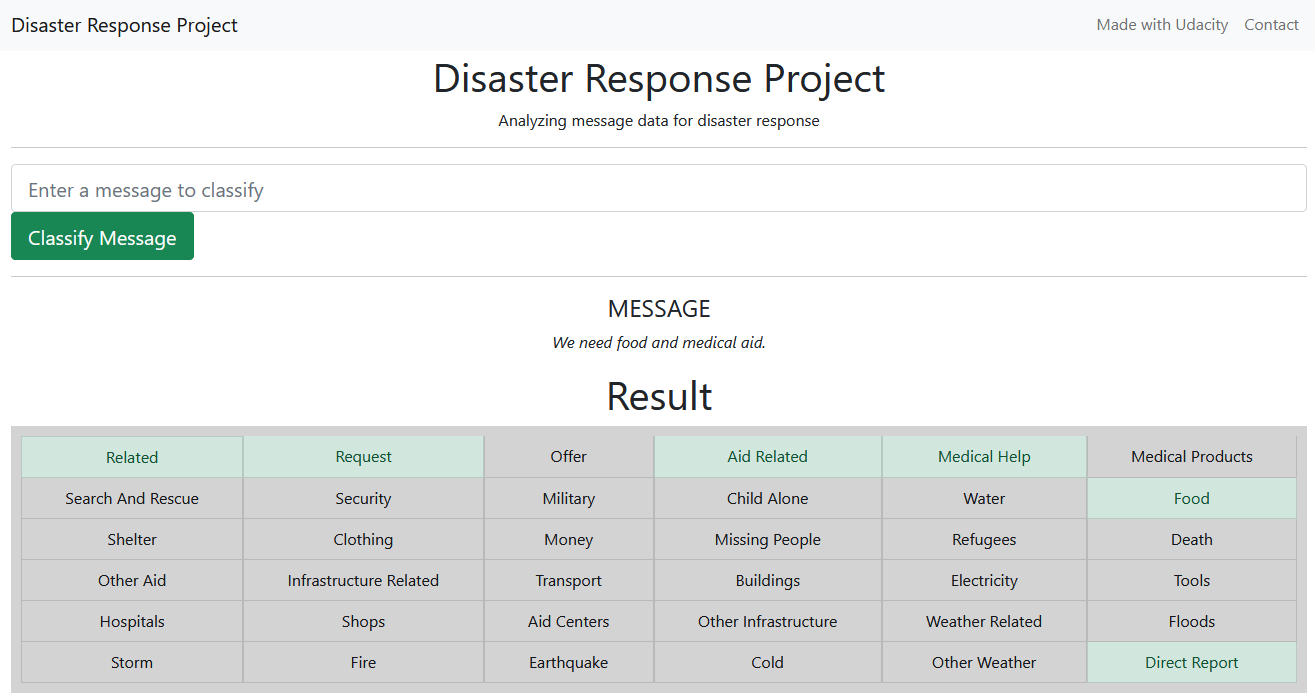 Disaster Response Project Made with Udacity Contact
Disaster Response Project
Analyzing message data for disaster response
Enter a message to classify
Classify Message
MESSAGE
We need food and medical aid.
Result
Related Request Offer Aid Related Medical Help Medical Products
Search And Rescue Security Military Child Alone Water Food
Shelter Clothing Money Missing People Refugees Death
Other Aid Infrastructure Related Transport Buildings Electricity Tools
Hospitals Shops Aid Centers Other Infrastructure Weather Related Floods
Storm Fire Earthquake Cold Other Weather Direct Report